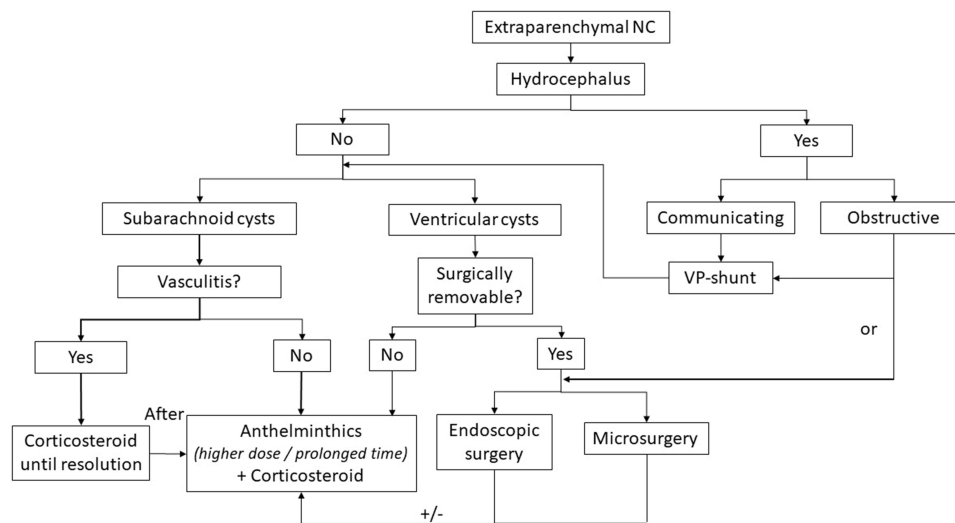 Extraparenchymal NC
Hydrocephalus
No
Yes
Subarachnoid cysts
Ventricular cysts
Communicating
Obstructive
Vasculitis?
Surgically
removable?
VP-shunt
or
Yes
No
No
Yes
After
Corticosteroid
until resolution
Anthelminthics
(higher dose / prolonged time)
+ Corticosteroid
Endoscopic
surgery
Microsurgery
+/-